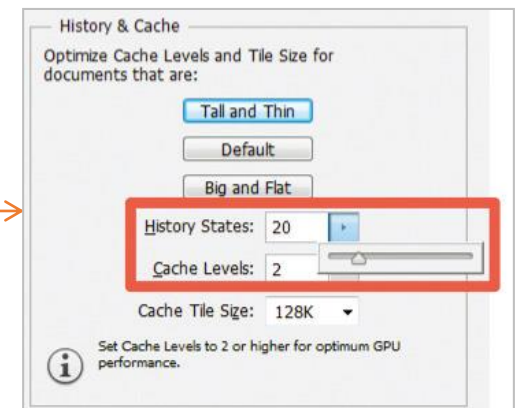 History & Cache
Optimize Cache Levels and Tile Size for
documents that are:
Tall and Thin
Default
Big and Flat
History States: 20
Cache Levels: 2
Cache Tile Size: 128K
Set Cache Levels to 2 or higher for optimum GPU
performance.